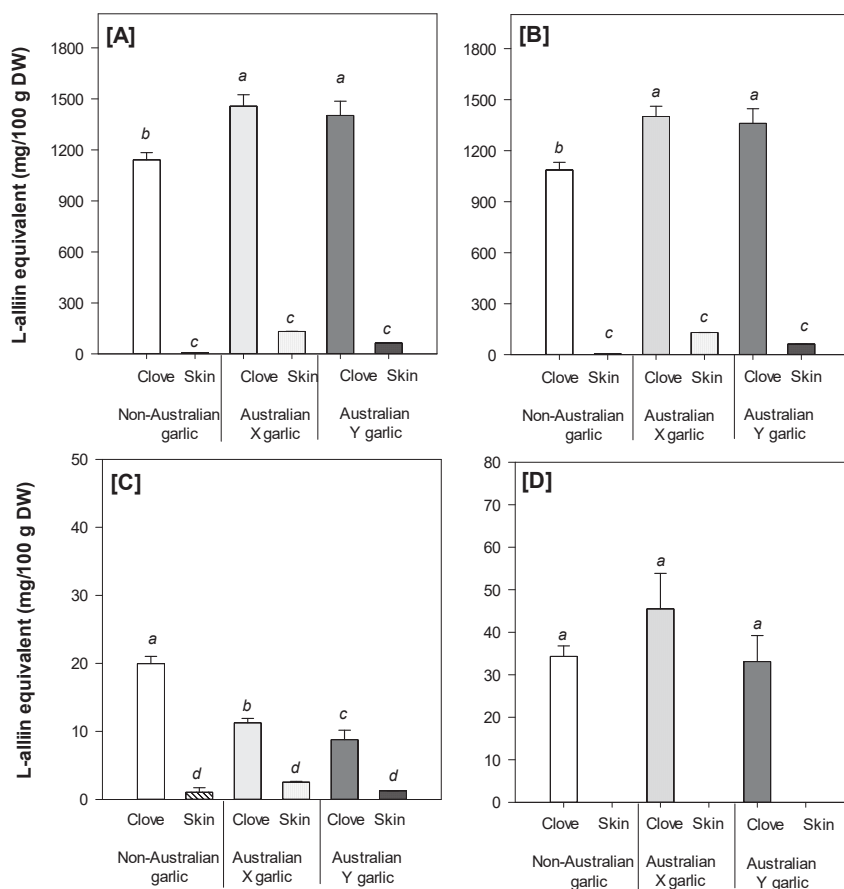 [A]
L-alliin equivalent (mg/100 g DW)
1800
1500
1200
900
600
300
0
b
c
a
c
a
c
Clove Skin Clove Skin Clove Skin
Non-Australian garlic
Australian X garlic
Australian Y garlic
[B]
1800
1500
1200
900
600
300
0
b
c
a
c
a
c
Clove Skin Clove Skin Clove Skin
Non-Australian garlic
Australian X garlic
Australian Y garlic
[C]
L-alliin equivalent (mg/100 g DW)
50
40
30
20
10
0
a
d
b
d
c
d
Clove Skin Clove Skin Clove Skin
Non-Australian garlic
Australian X garlic
Australian Y garlic
[D]
80
70
60
50
40
30
20
10
0
a
a
a
Clove Skin Clove Skin Clove Skin
Non-Australian garlic
Australian X garlic
Australian Y garlic